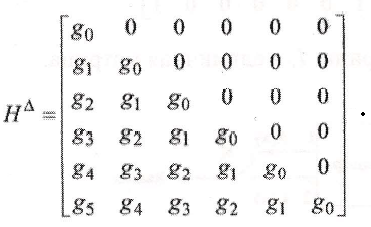 g₀ 0 0 0 0 0
g₁ g₀ 0 0 0 0
g₂ g₁ g₀ 0 0 0
H^Δ = g₃ g₂ g₁ g₀ 0 0 .
g₄ g₃ g₂ g₁ g₀ 0
g₅ g₄ g₃ g₂ g₁ g₀